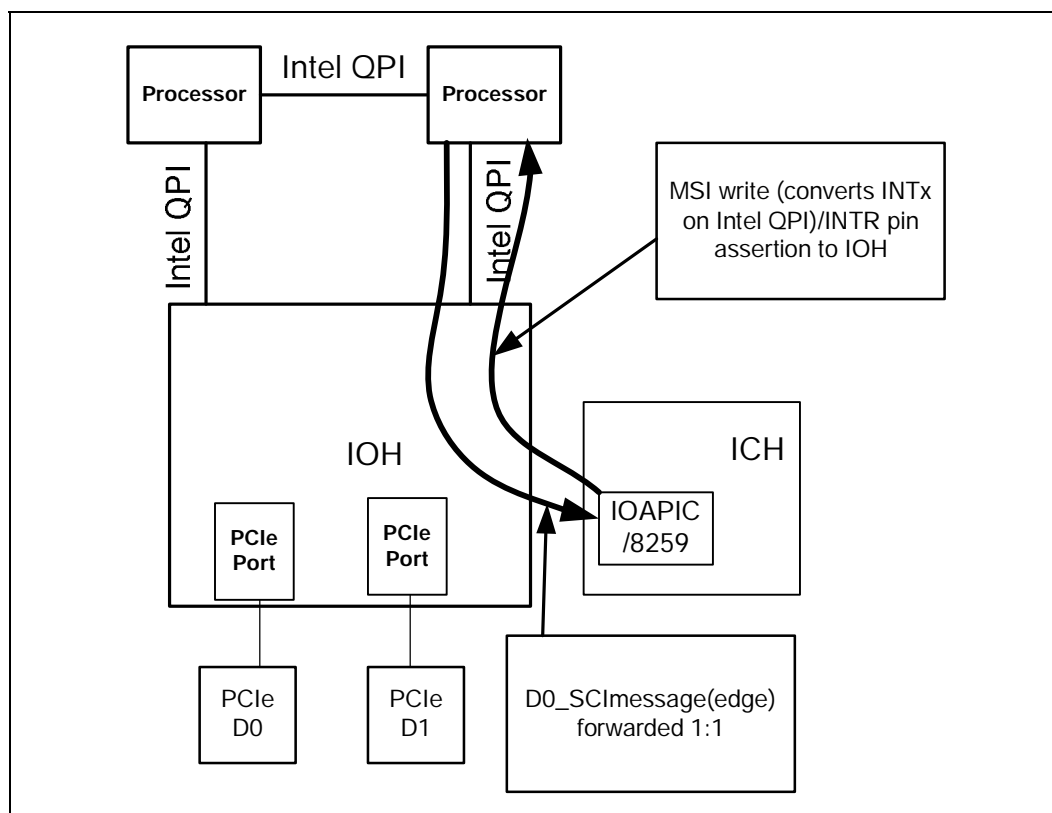 Intel QPI
Processor
Processor
Intel QPI
Intel QPI
MSI write (converts INTx
on Intel QPI)/INTR pin
assertion to IOH
IOH
ICH
IOAPIC
/8259
PCIe
Port
PCIe
Port
PCIe
D0
PCIe
D1
D0_SCImessage(edge)
forwarded 1:1